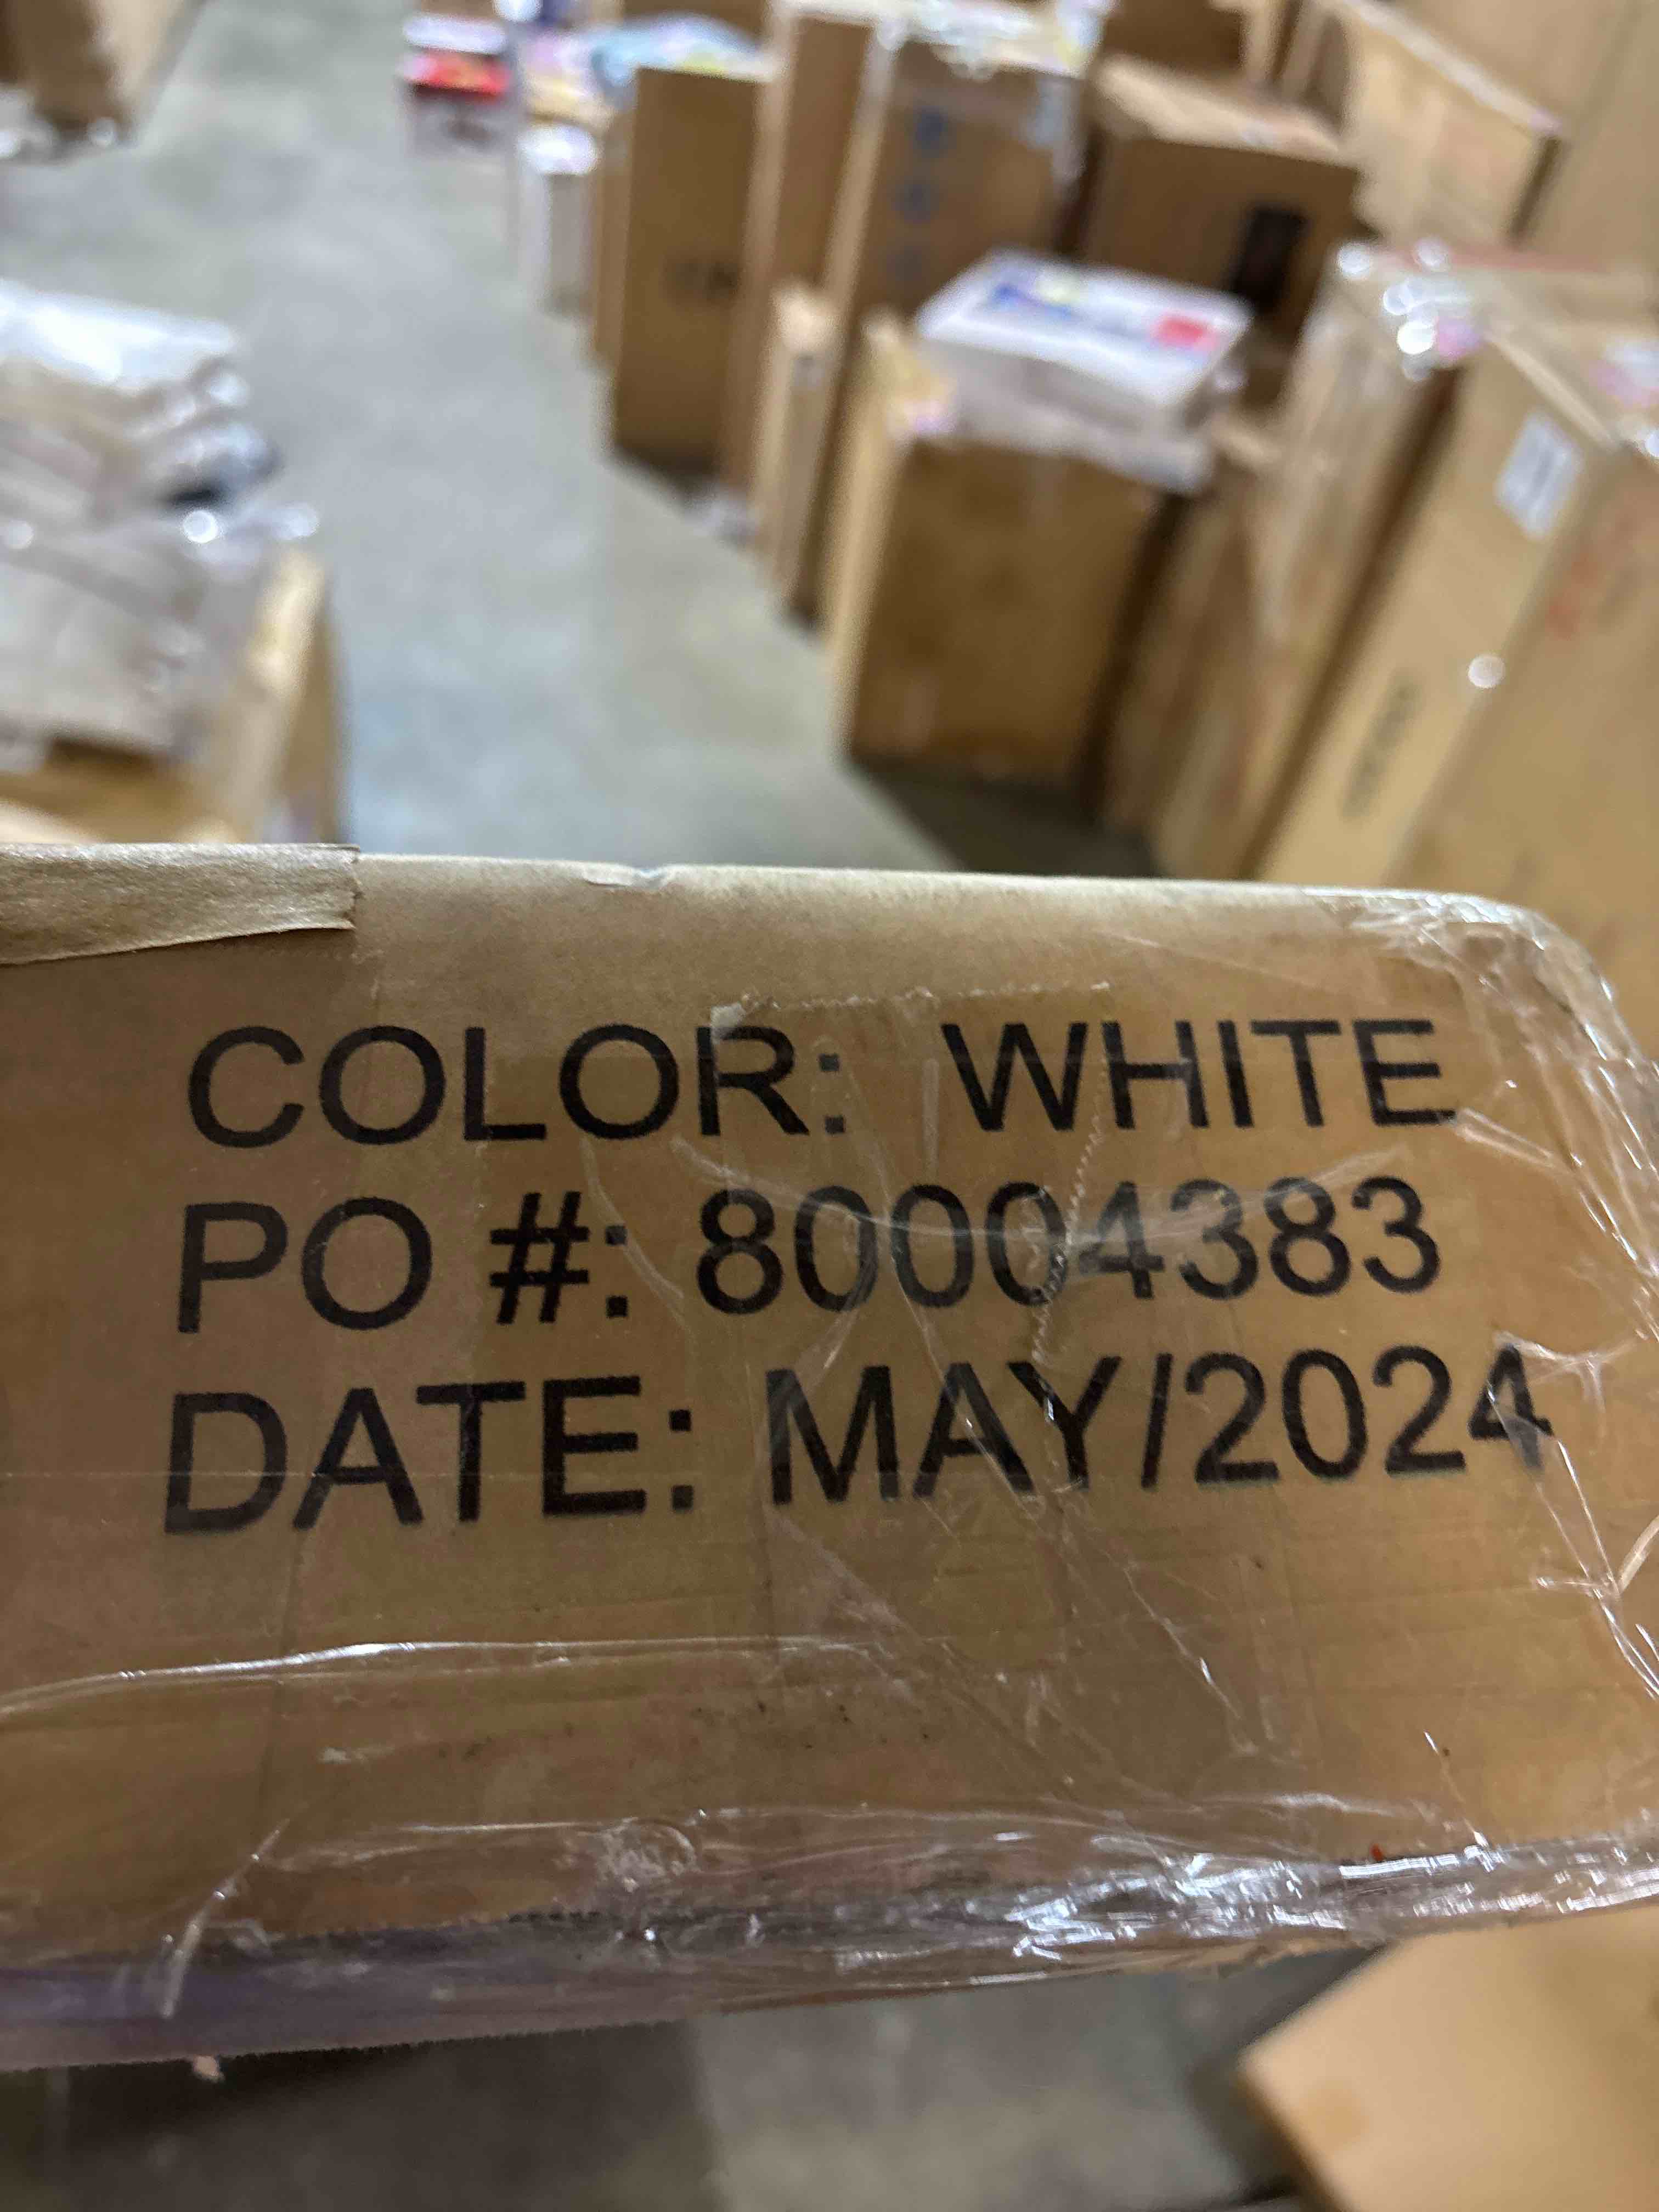 COLOR: WHITE
PO #: 80004383
DATE: MAY/2024